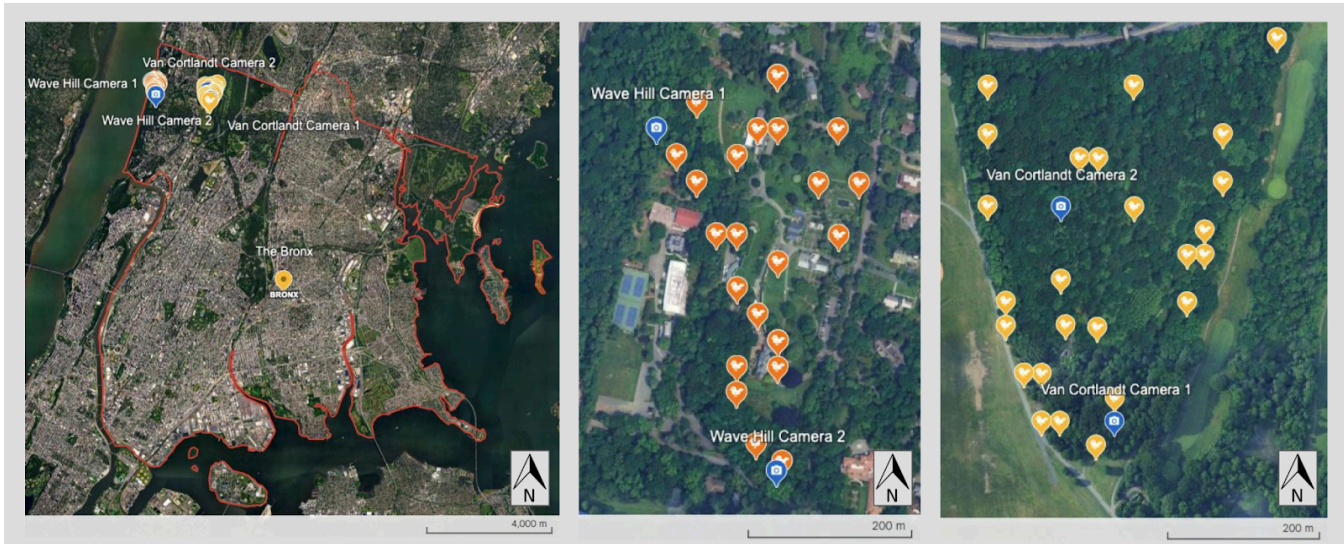 Van Cortlandt Camera 2
Wave Hill Camera 1
Wave Hill Camera 2
Van Cortlandt Camera 1
The Bronx
BRONX
N
4,000 m
Wave Hill Camera 1
Wave Hill Camera 2
N
200 m
Van Cortlandt Camera 2
Van Cortlandt Camera 1
N
200 m